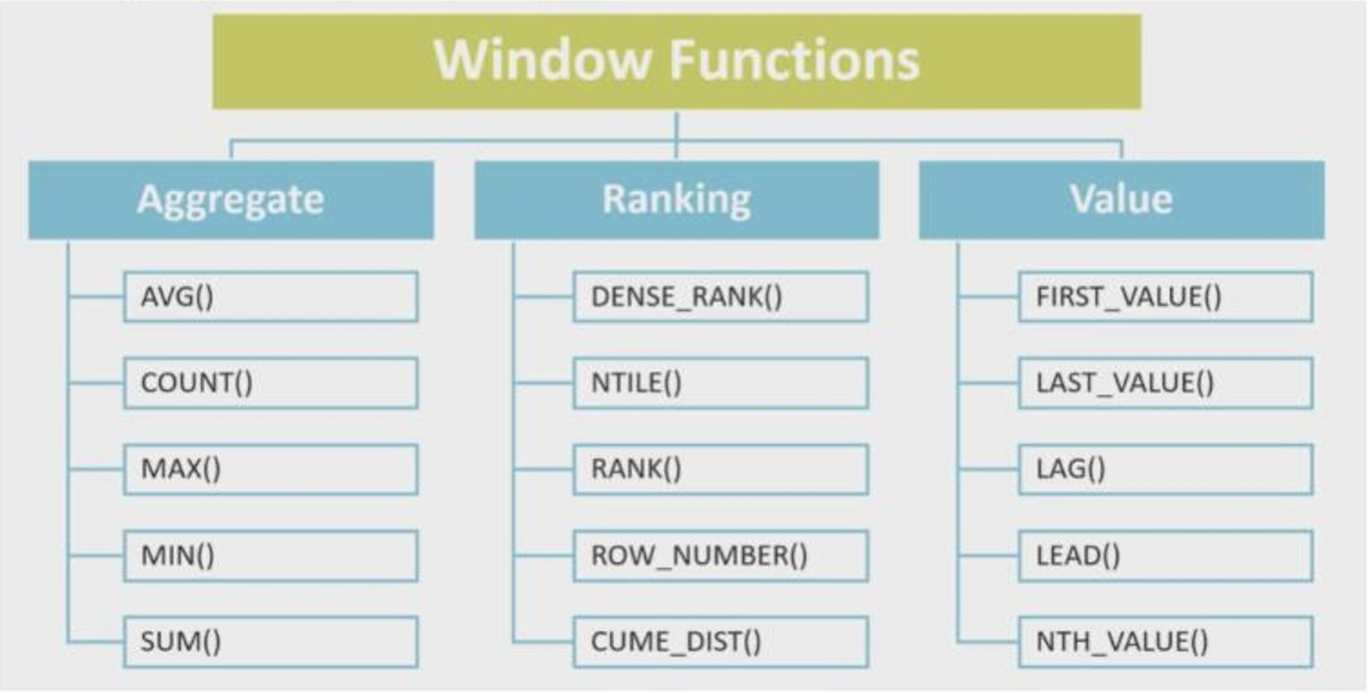 Window Functions
Aggregate
AVG()
COUNT()
MAX()
MIN()
SUM()
Ranking
DENSE_RANK()
NTILE()
RANK()
ROW_NUMBER()
CUME_DIST()
Value
FIRST_VALUE()
LAST_VALUE()
LAG()
LEAD()
NTH_VALUE()